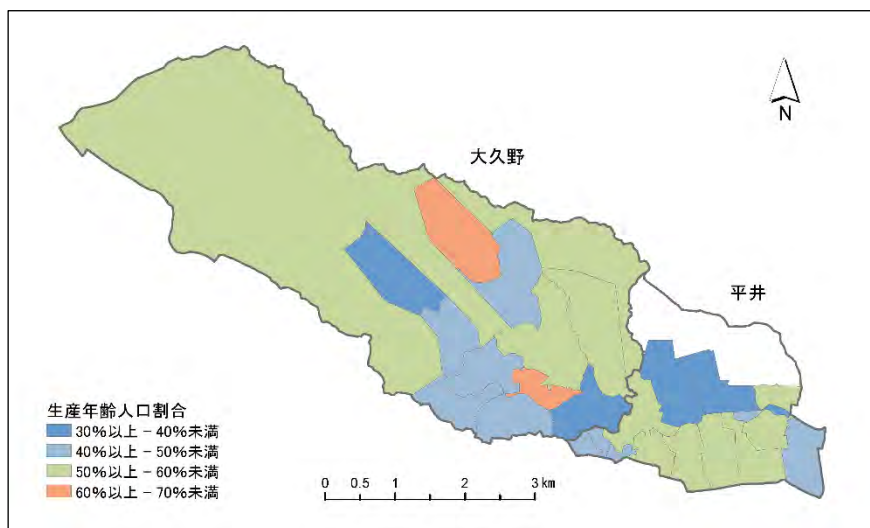 大久野
N
平井
生産年齢人口割合
30%以上 - 40%未満
40%以上 - 50%未満
50%以上 - 60%未満
60%以上 - 70%未満
0 0.5 1 2 3 km